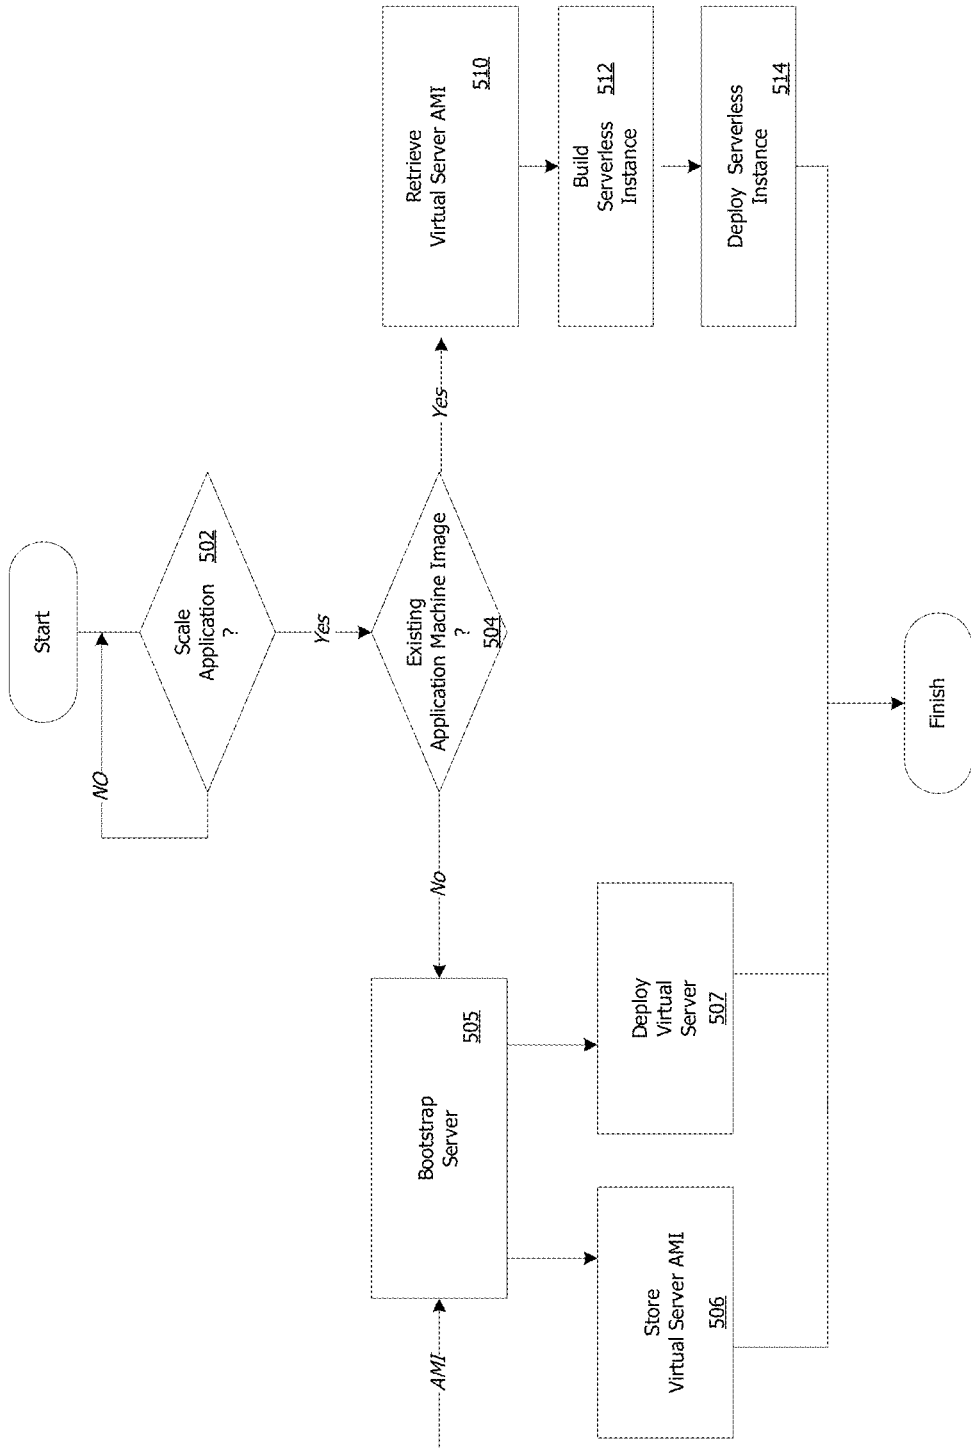 Start
NO
Scale
Application
?
502
Yes
Existing
Application Machine Image
?
504
No
Yes
AMI
Bootstrap
Server
505
Store
Virtual Server AMI
506
Deploy
Virtual
Server
507
Retrieve
Virtual Server AMI
510
Build
Serverless
Instance
512
Deploy Serverless
Instance
514
Finish